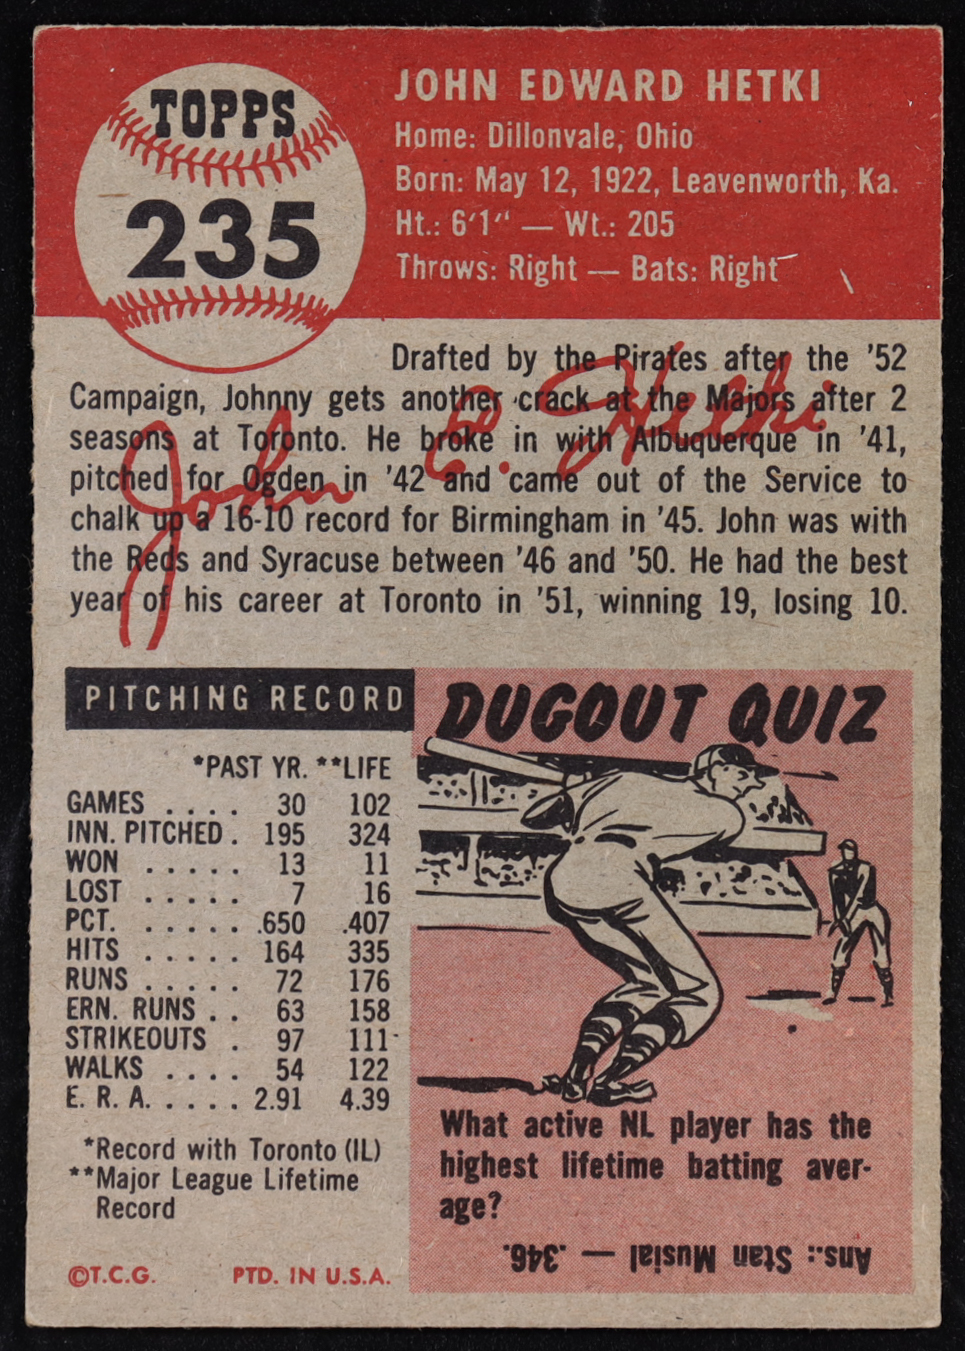 TOPPS
235
JOHN EDWARD HETKI
Home: Dillonvale, Ohio
Born: May 12, 1922, Leavenworth, Ka.
Ht.: 6'1" — Wt.: 205
Throws: Right — Bats: Right
Drafted by the Pirates after the '52
Campaign, Johnny gets another crack at the Majors after 2
seasons at Toronto. He broke in with Albuquerque in '41,
pitched for Ogden in '42 and came out of the Service to
chalk up a 16-10 record for Birmingham in '45. John was with
the Reds and Syracuse between '46 and '50. He had the best
year of his career at Toronto in '51, winning 19, losing 10.
John E. Hetki
PITCHING RECORD
*PAST YR. **LIFE
GAMES . . . . 30 102
INN. PITCHED . 195 324
WON . . . . . 13 11
LOST . . . . . 7 16
PCT. . . . . . .650 .407
HITS . . . . . 164 335
RUNS . . . . . 72 176
ERN. RUNS . . 63 158
STRIKEOUTS . 97 111
WALKS . . . . 54 122
E. R. A. . . . . . 2.91 4.39
*Record with Toronto (IL)
**Major League Lifetime
Record
©T.C.G. PTD. IN U.S.A.
DUGOUT QUIZ
What active NL player has the
highest lifetime batting aver-
age?
Ans.: Stan Musial — .346.